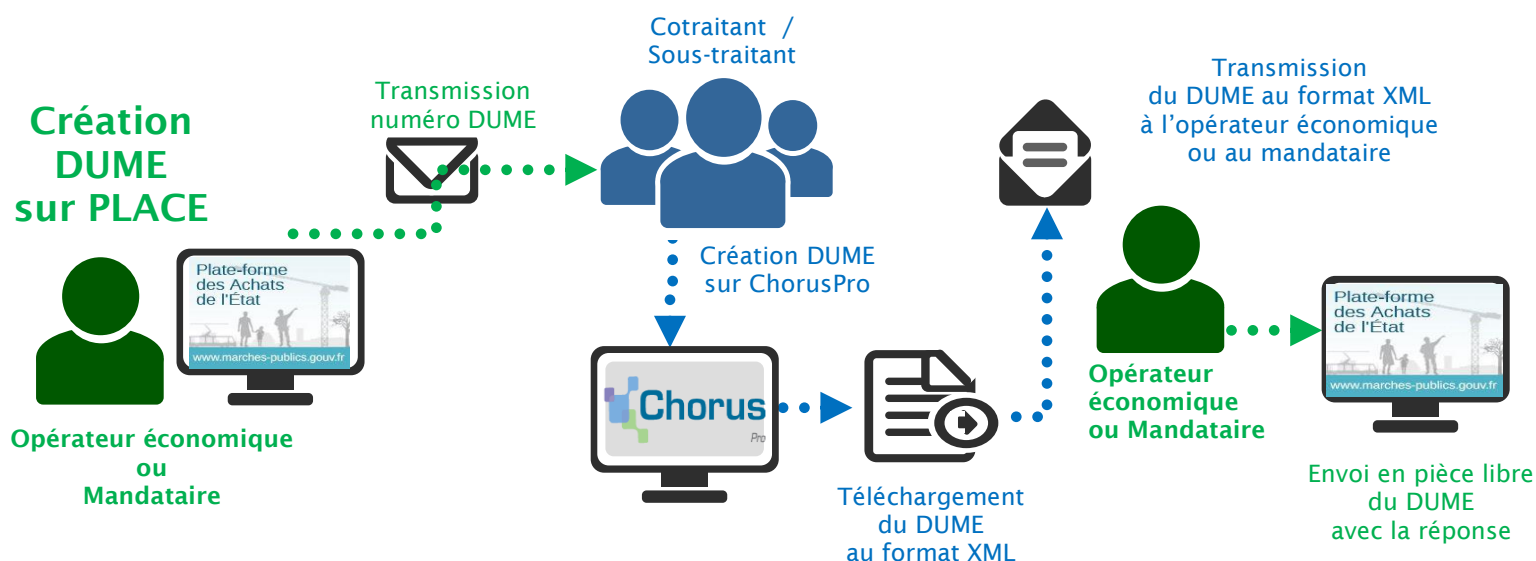 Création
DUME
sur PLACE
Plate-forme
des Achats
de l'État
www.marches-publics.gouv.fr
Opérateur économique
ou
Mandataire
Transmission
numéro DUME
Cotraitant /
Sous-traitant
Création DUME
sur ChorusPro
Chorus
Pro
Téléchargement
du DUME
au format XML
Transmission
du DUME au format XML
à l’opérateur économique
ou au mandataire
Opérateur
économique
ou Mandataire
Plate-forme
des Achats
de l'État
www.marches-publics.gouv.fr
Envoi en pièce libre
du DUME
avec la réponse